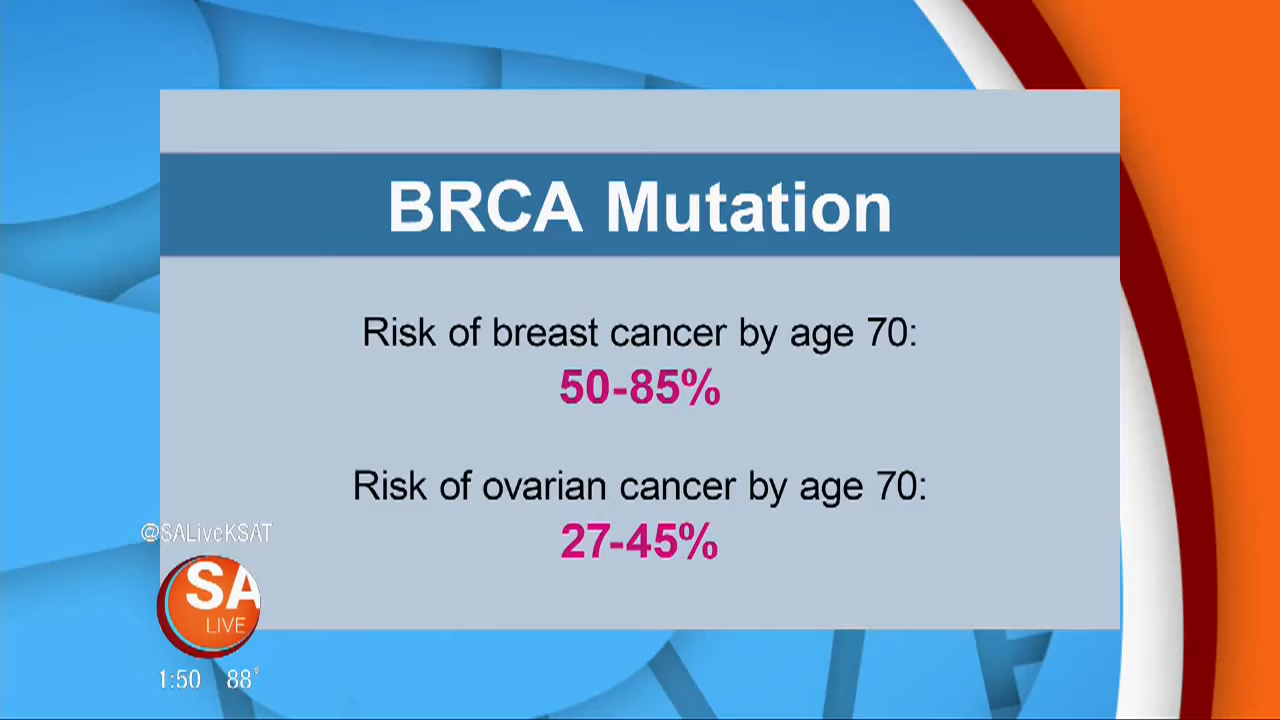 BRCA Mutation
Risk of breast cancer by age 70:
50-85%
Risk of ovarian cancer by age 70:
27-45%
@SALiveKSAT
SA
LIVE
1:50 88°